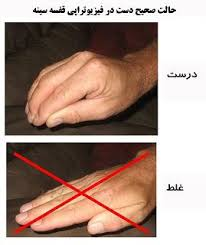 حالت صحیح دست در فیزیوتراپی قفسه سینه
درست
غلط